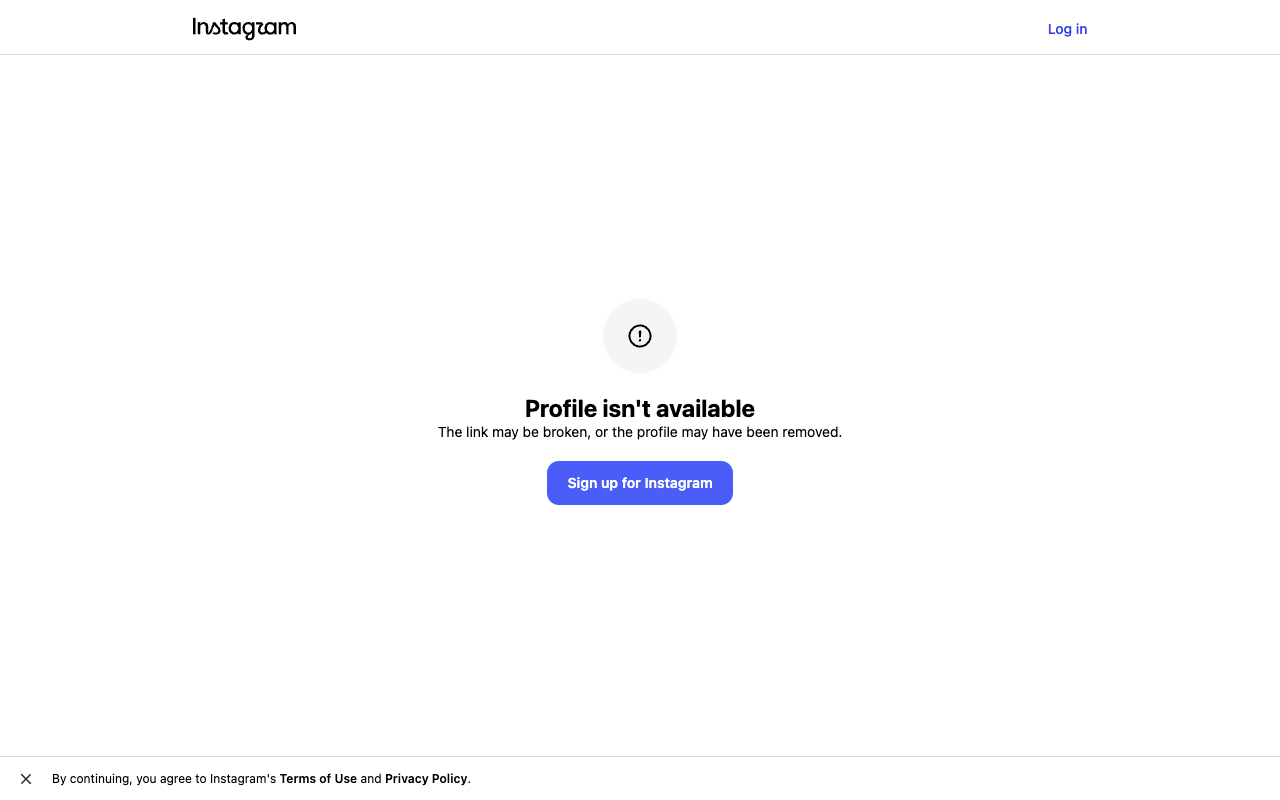 Instagram
Log in
Profile isn't available
The link may be broken, or the profile may have been removed.
Sign up for Instagram
By continuing, you agree to Instagram's Terms of Use and Privacy Policy.